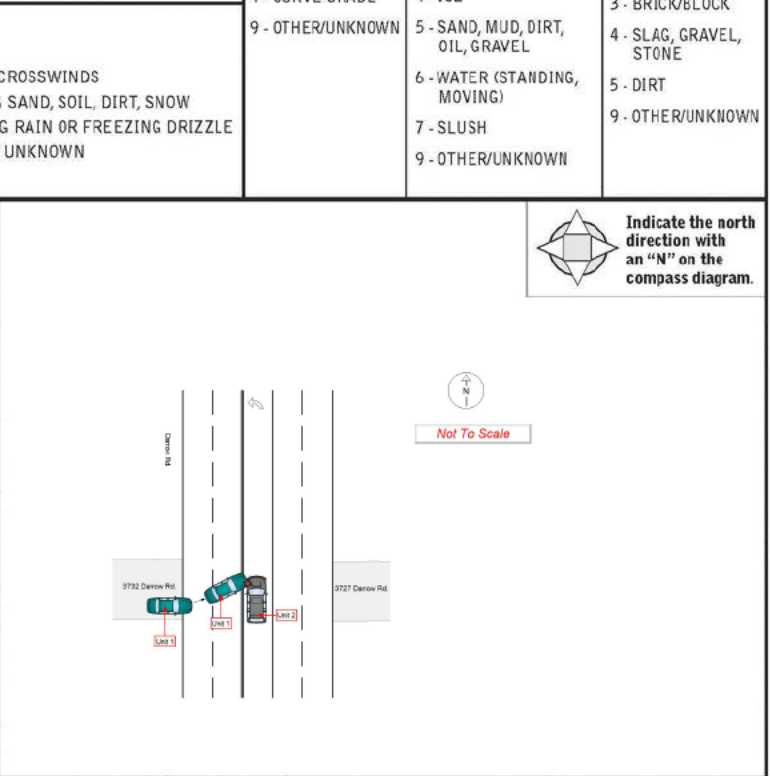 CROSSWINDS
SAND, SOIL, DIRT, SNOW
G RAIN OR FREEZING DRIZZLE
UNKNOWN
9 - OTHER/UNKNOWN
5 - SAND, MUD, DIRT,
OIL, GRAVEL
6 - WATER (STANDING,
MOVING)
7 - SLUSH
9 - OTHER/UNKNOWN
3 - BRICK/BLOCK
4 - SLAG, GRAVEL,
STONE
5 - DIRT
9 - OTHER/UNKNOWN
Indicate the north
direction with
an “N” on the
compass diagram.
N
Not To Scale
Darrow Rd.
3732 Darrow Rd.
3727 Darrow Rd.
Unit 1
Unit 1
Unit 2